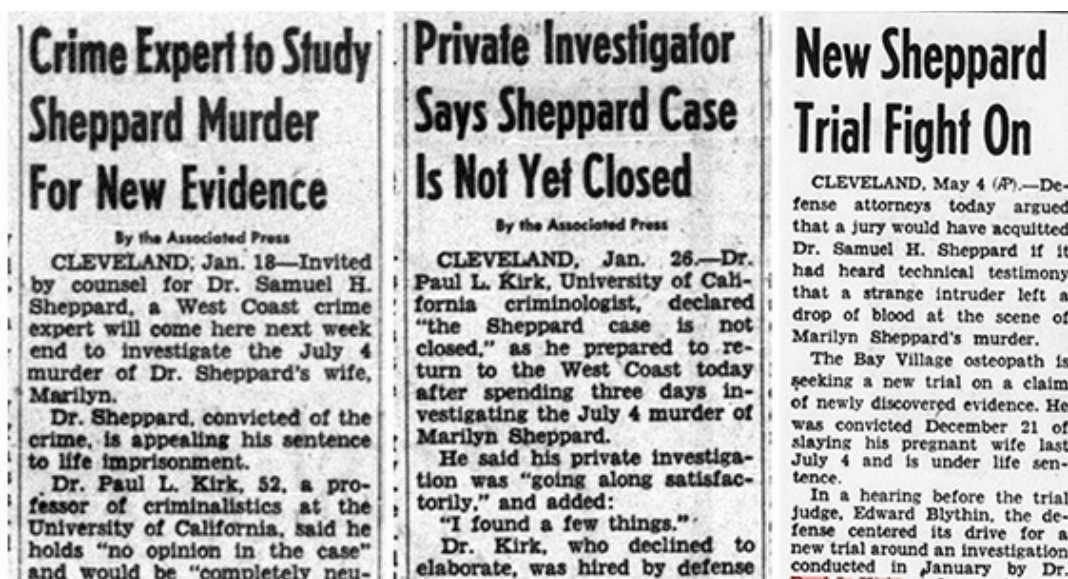 Crime Expert to Study
Sheppard Murder
For New Evidence
By the Associated Press
CLEVELAND, Jan. 18—Invited
by counsel for Dr. Samuel H.
Sheppard, a West Coast crime
expert will come here next week
end to investigate the July 4
murder of Dr. Sheppard's wife,
Marilyn.
Dr. Sheppard, convicted of the
crime, is appealing his sentence
to life imprisonment.
Dr. Paul L. Kirk, 52, a pro-
fessor of criminalistics at the
University of California, said he
holds "no opinion in the case"
and would be "completely neu-
Private Investigator
Says Sheppard Case
Is Not Yet Closed
By the Associated Press
CLEVELAND, Jan. 26.—Dr.
Paul L. Kirk, University of Cali-
fornia criminologist, declared
"the Sheppard case is not
closed," as he prepared to re-
turn to the West Coast today
after spending three days in-
vestigating the July 4 murder of
Marilyn Sheppard.
He said his private investiga-
tion was "going along satisfac-
torily," and added:
"I found a few things."
Dr. Kirk, who declined to
elaborate, was hired by defense
New Sheppard
Trial Fight On
CLEVELAND, May 4 (AP).—De-
fense attorneys today argued
that a jury would have acquitted
Dr. Samuel H. Sheppard if it
had heard technical testimony
that a strange intruder left a
drop of blood at the scene of
Marilyn Sheppard's murder.
The Bay Village osteopath is
seeking a new trial on a claim
of newly discovered evidence. He
was convicted December 21 of
slaying his pregnant wife last
July 4 and is under life sen-
tence.
In a hearing before the trial
judge, Edward Blythin, the de-
fense centered its drive for a
new trial around an investigation
conducted in January by Dr.